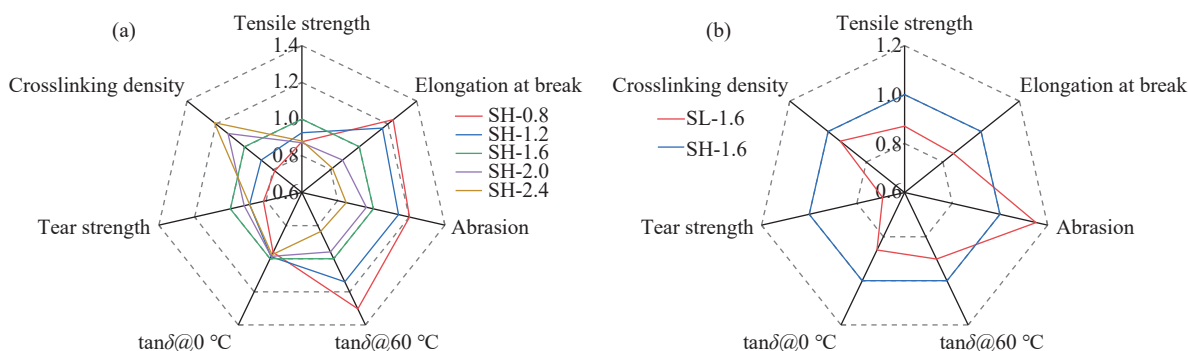 (a)
Tensile strength
1.4
Crosslinking density
1.2
Elongation at break
1.0
SH-0.8
SH-1.2
0.8
SH-1.6
SH-2.0
0.6
SH-2.4
Tear strength
Abrasion
tanδ@0 °C
tanδ@60 °C
(b)
Tensile strength
1.2
Crosslinking density
Elongation at break
1.0
SL-1.6
SH-1.6
0.8
0.6
Tear strength
Abrasion
tanδ@0 °C
tanδ@60 °C